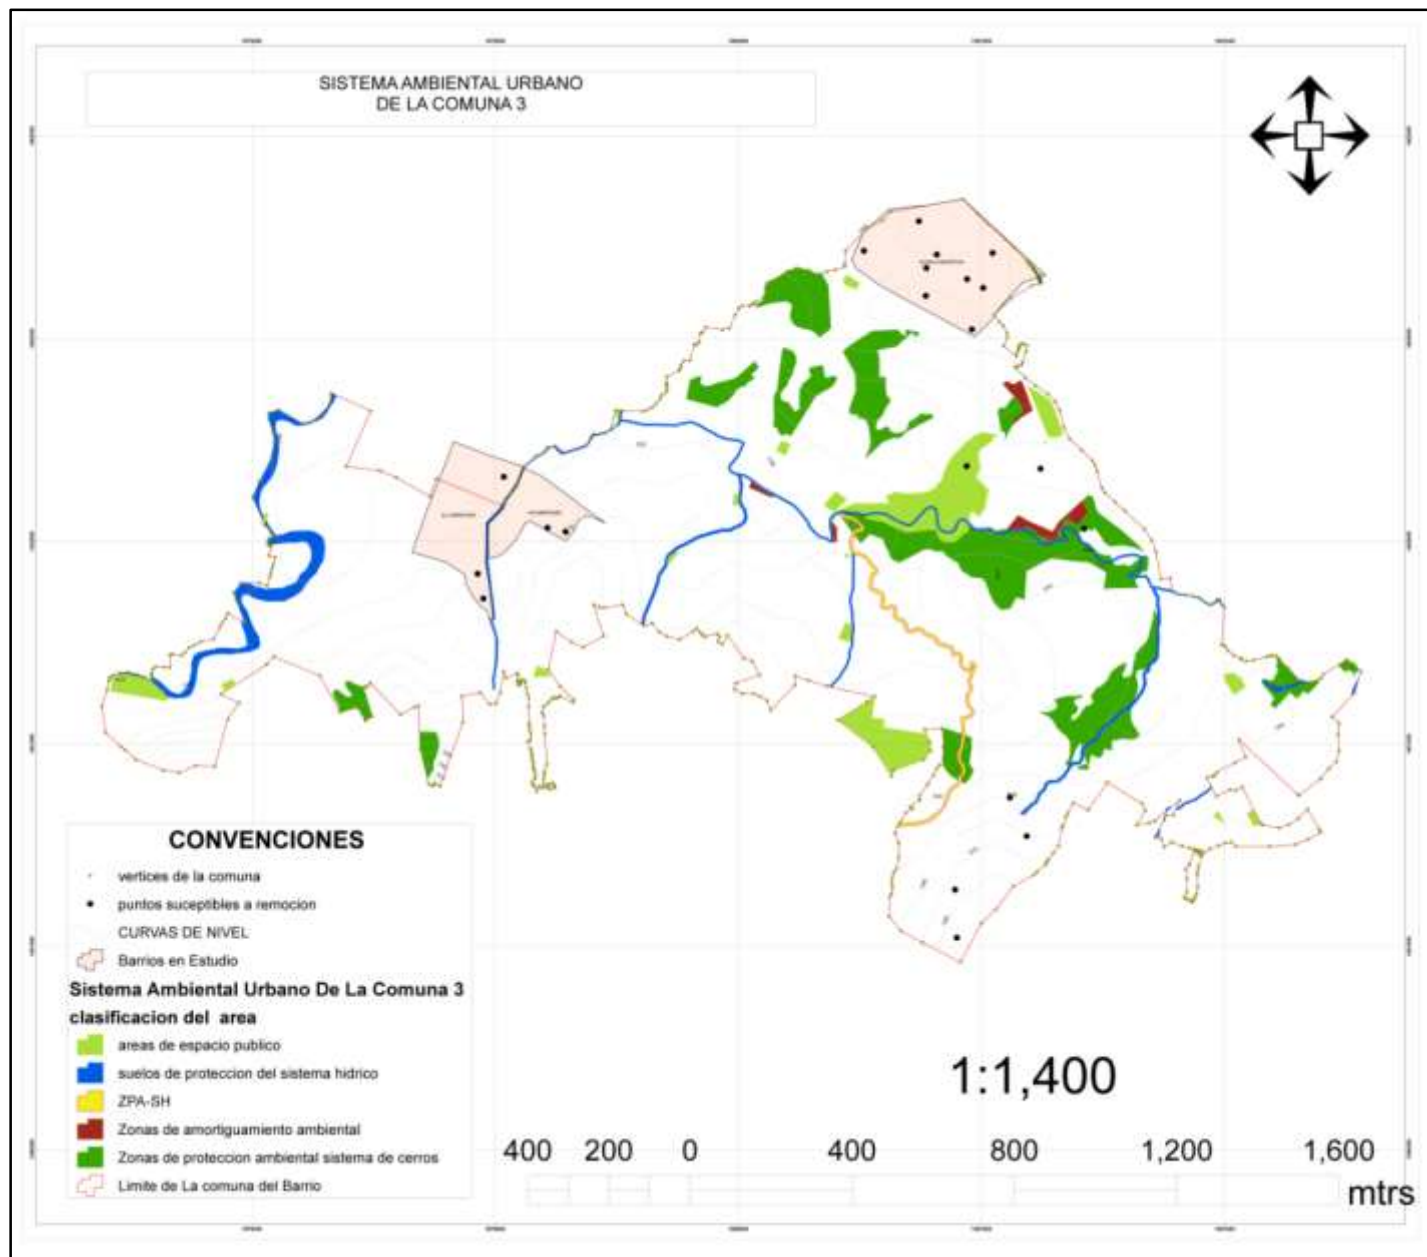 SISTEMA AMBIENTAL URBANO
DE LA COMUNA 3
CONVENCIONES
vertices de la comuna
puntos suceptibles a remocion
CURVAS DE NIVEL
Barrios en Estudio
Sistema Ambiental Urbano De La Comuna 3
clasificacion del area
areas de espacio publico
suelos de proteccion del sistema hidrico
ZPA-SH
Zonas de amortiguamiento ambiental
Zonas de proteccion ambiental sistema de cerros
Limite de La comuna del Barrio
1:1,400
400 200 0 400 800 1,200 1,600
mtrs